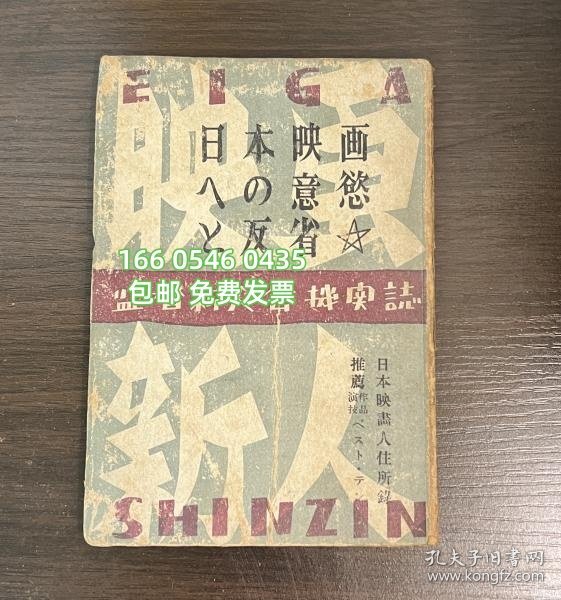 EIGA
映画
日本映画
への意慾
と反省☆
166 0546 0435
包邮 免费发票
新人
日本映畫人住所錄
推薦作品演技ベスト・テ
SHINZIN
孔夫子旧书网
www.kongfz.com